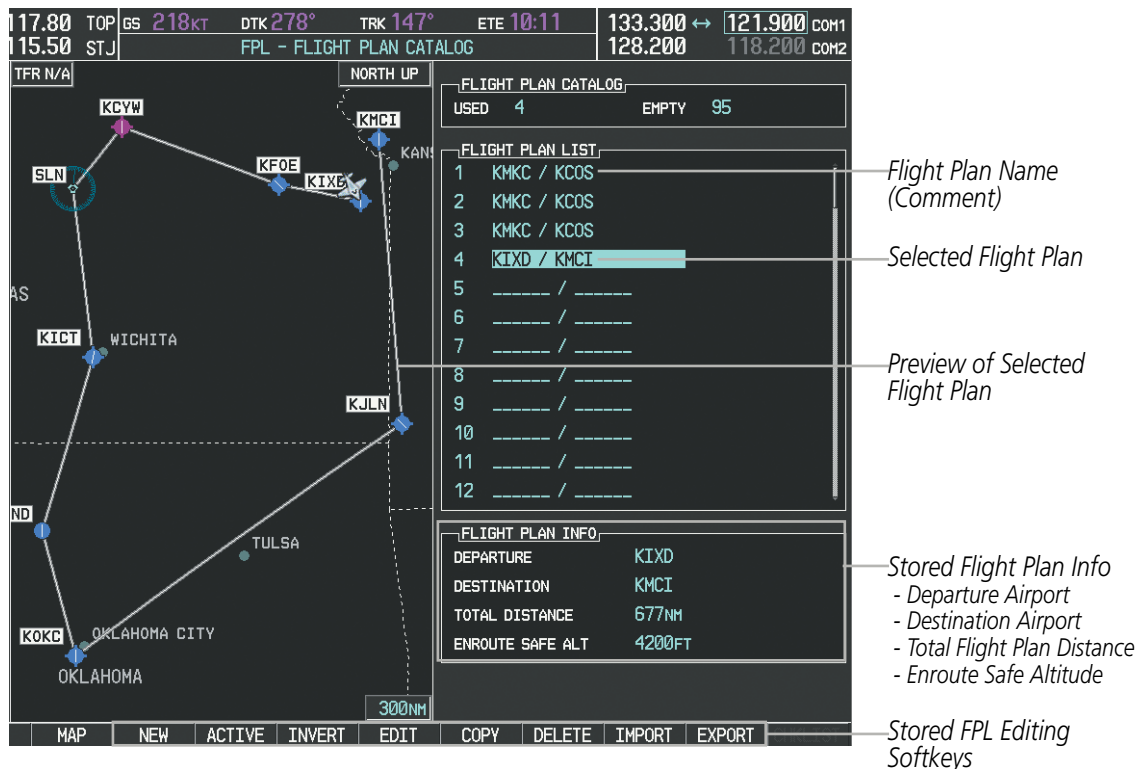 117.80 TOP GS 218KT DTK 278° TRK 147° ETE 10:11 133.300 ↔ 121.900 COM1
115.50 STJ FPL – FLIGHT PLAN CATALOG 128.200 118.200 COM2
TFR N/A
NORTH UP
KCYW
KMCI
KANS
SLN
KFOE
KIXD
AS
KICT
WICHITA
KJLN
ND
TULSA
KOKC
OKLAHOMA CITY
OKLAHOMA
300NM
FLIGHT PLAN CATALOG
USED 4 EMPTY 95
FLIGHT PLAN LIST
1 KMKC / KCOS
2 KMKC / KCOS
3 KMKC / KCOS
4 KIXD / KMCI
5 ______ / ______
6 ______ / ______
7 ______ / ______
8 ______ / ______
9 ______ / ______
10 ______ / ______
11 ______ / ______
12 ______ / ______
FLIGHT PLAN INFO
DEPARTURE KIXD
DESTINATION KMCI
TOTAL DISTANCE 677NM
ENROUTE SAFE ALT 4200FT
MAP NEW ACTIVE INVERT EDIT COPY DELETE IMPORT EXPORT
Flight Plan Name
(Comment)
Selected Flight Plan
Preview of Selected
Flight Plan
Stored Flight Plan Info
- Departure Airport
- Destination Airport
- Total Flight Plan Distance
- Enroute Safe Altitude
Stored FPL Editing
Softkeys